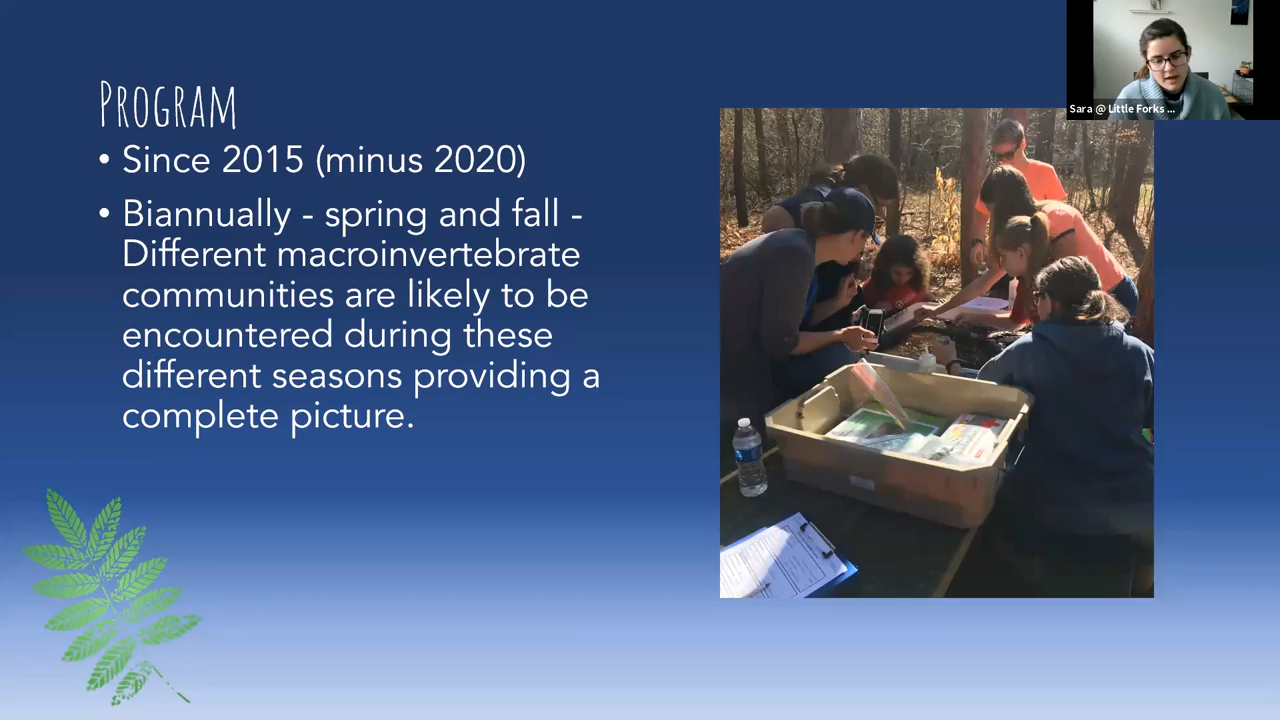 Program
• Since 2015 (minus 2020)
• Biannually - spring and fall -
Different macroinvertebrate
communities are likely to be
encountered during these
different seasons providing a
complete picture.
Sara @ Little Forks ...